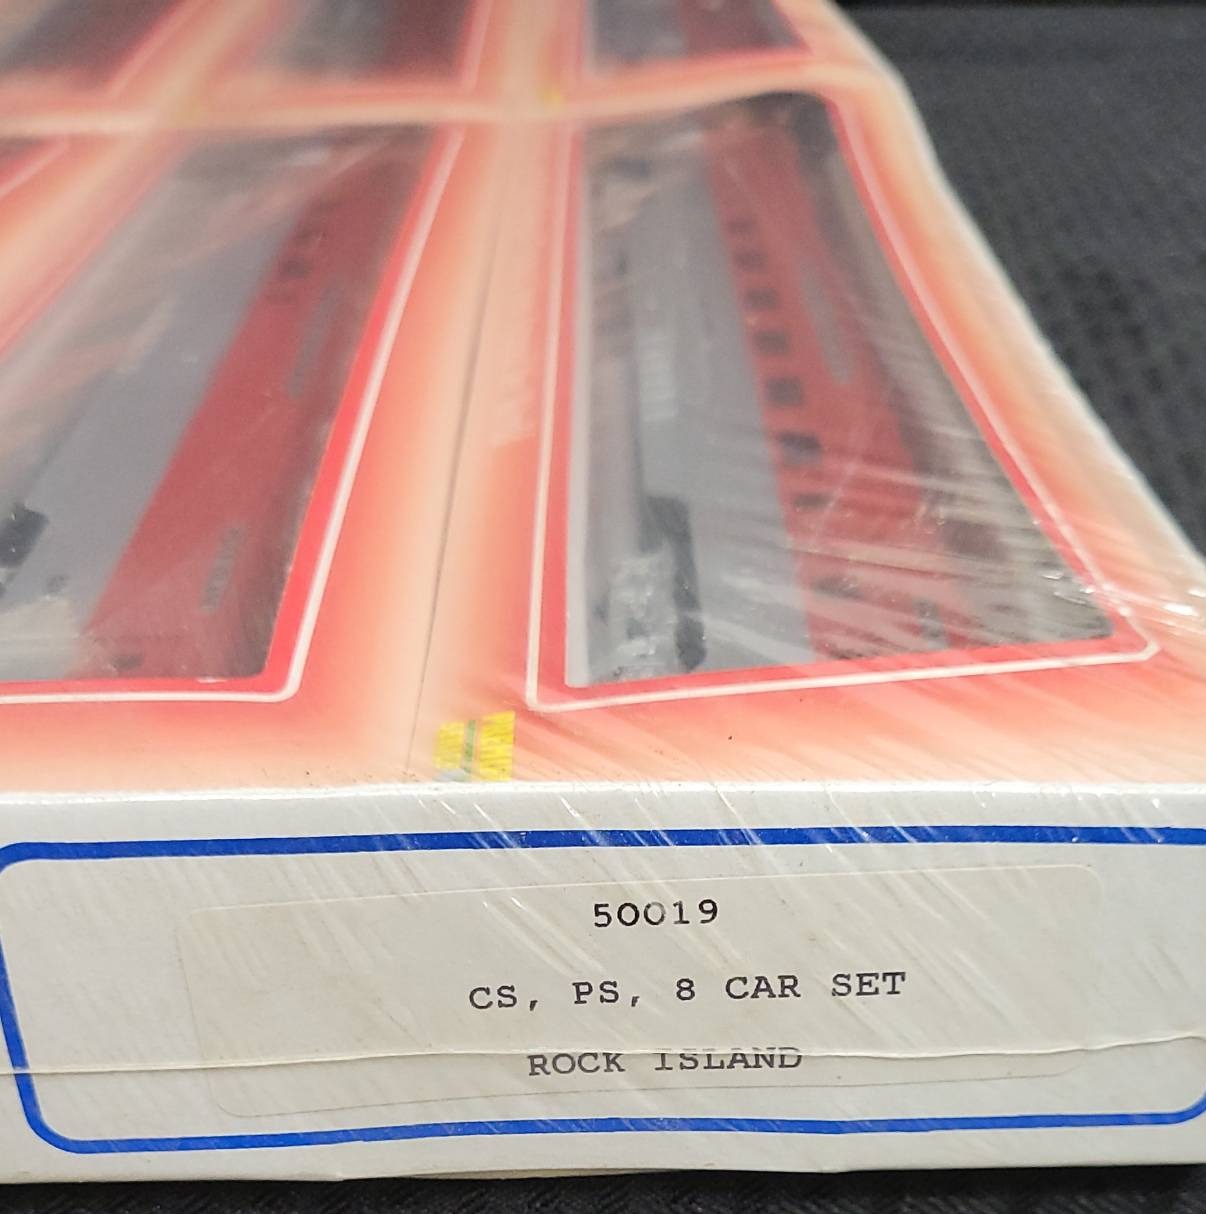 50019
CS, PS, 8 CAR SET
ROCK ISLAND